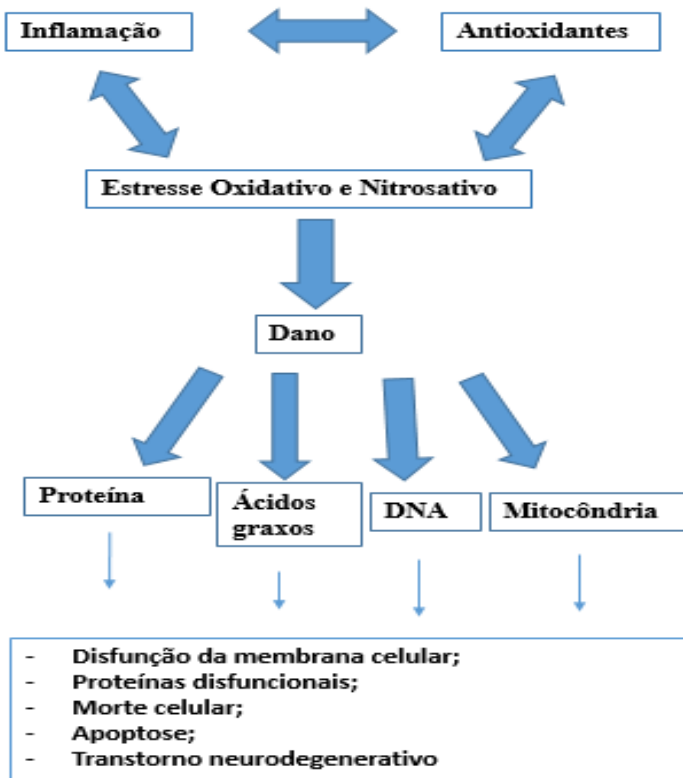 Inflamação
Antioxidantes
Estresse Oxidativo e Nitrosativo
Dano
Proteína
Ácidos
graxos
DNA
Mitocôndria
- Disfunção da membrana celular;
- Proteínas disfuncionais;
- Morte celular;
- Apoptose;
- Transtorno neurodegenerativo